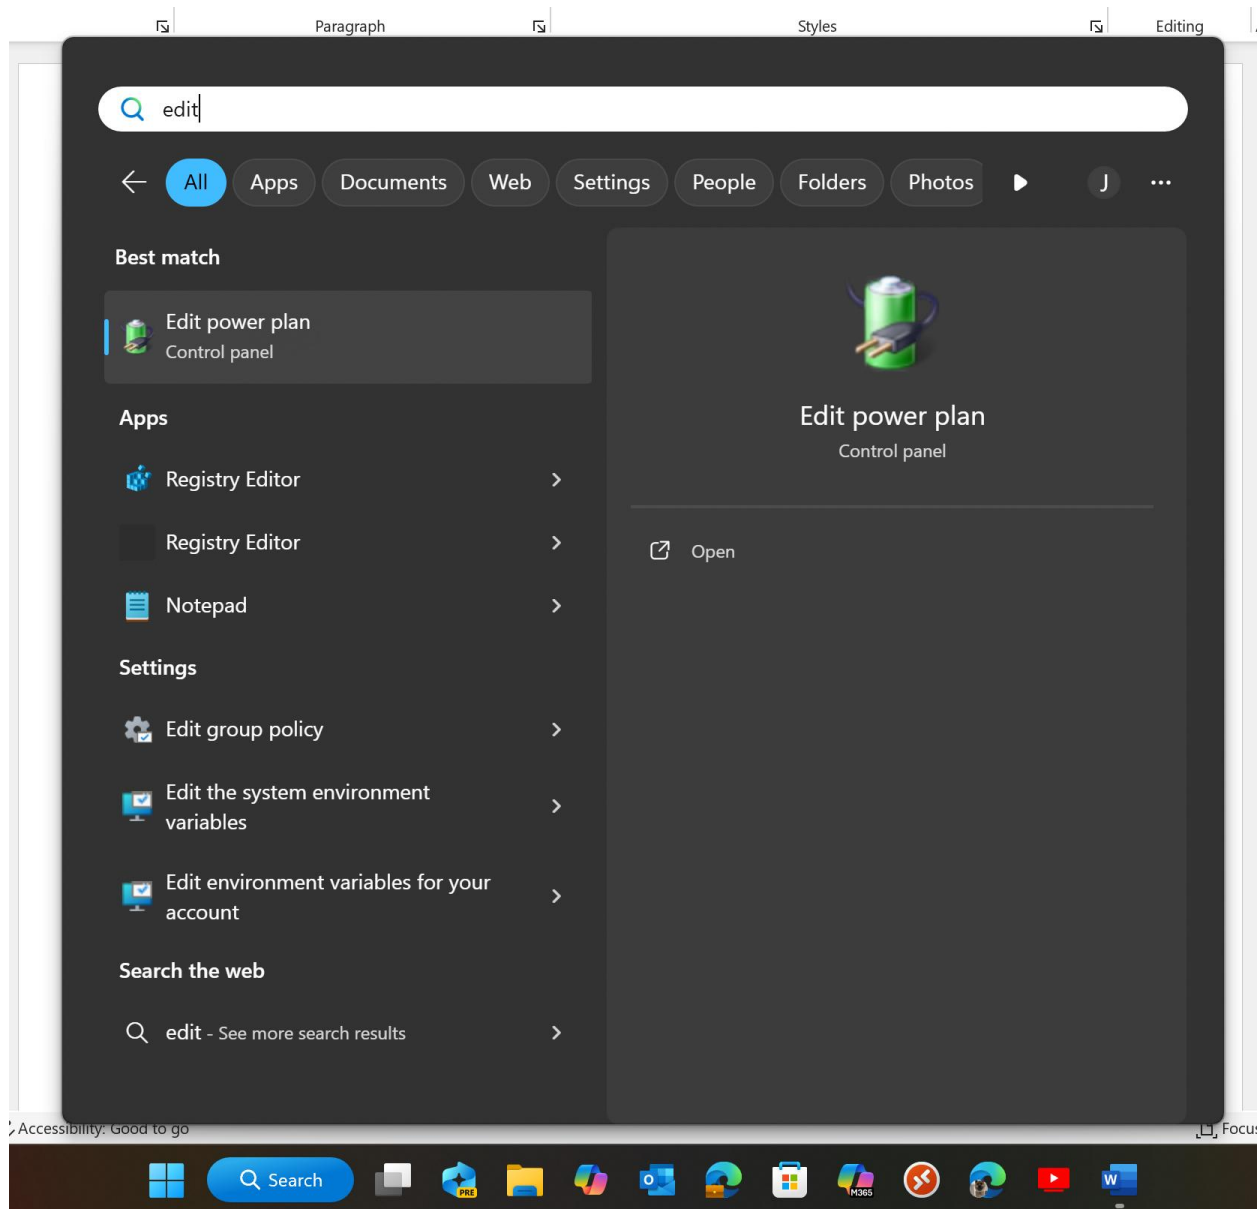 Paragraph
Styles
Editing
edit
All
Apps
Documents
Web
Settings
People
Folders
Photos
J
Best match
Edit power plan
Control panel
Apps
Registry Editor
Registry Editor
Notepad
Settings
Edit group policy
Edit the system environment
variables
Edit environment variables for your
account
Search the web
edit - See more search results
Edit power plan
Control panel
Open
Accessibility: Good to go
Focus
Search
PRE
O
M365
W